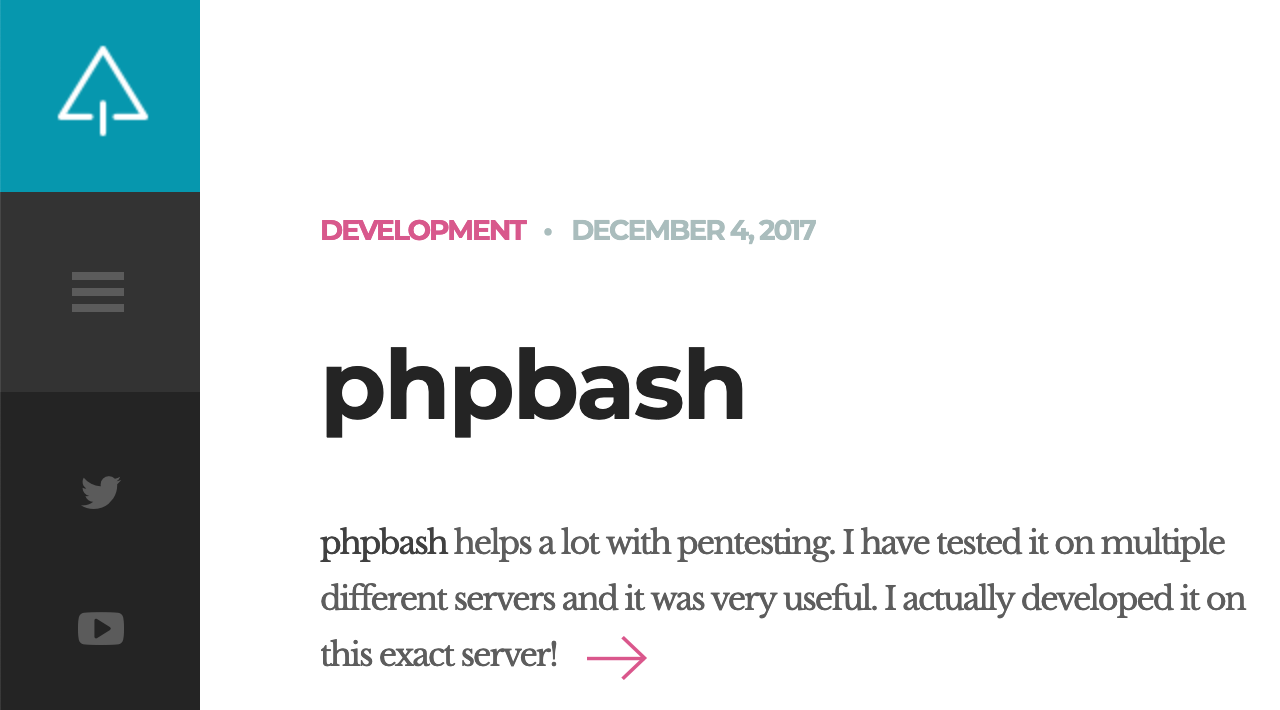 DEVELOPMENT • DECEMBER 4, 2017
phpbash
phpbash helps a lot with pentesting. I have tested it on multiple
different servers and it was very useful. I actually developed it on
this exact server! →